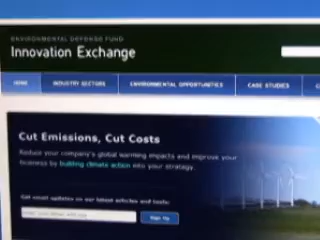 ENVIRONMENTAL DEFENSE FUND
Innovation Exchange
HOME INDUSTRY SECTORS ENVIRONMENTAL OPPORTUNITIES CASE STUDIES
Cut Emissions, Cut Costs
Reduce your company's global warming impacts and improve your
business by building climate action into your strategy.
Get email updates on our latest articles and tools:
Sign Up